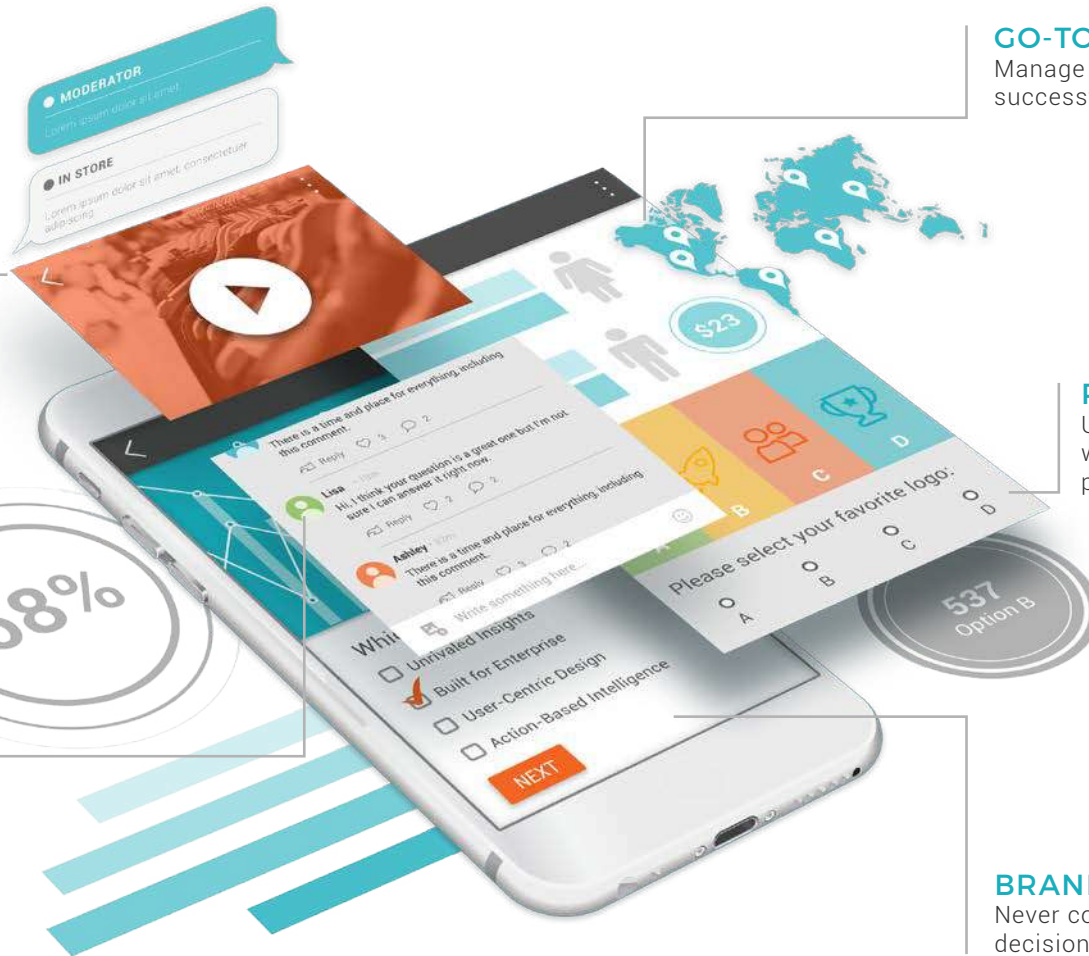 MODERATOR
Lorem ipsum dolor sit amet
IN STORE
Lorem ipsum dolor sit amet, consectetuer
adipiscing
GO-TO
Manage
success
$23
There is a time and place for everything, including
this comment.
Reply 3 2
Lisa
Hi, I think your question is a great one but I'm not
sure I can answer it right now.
Reply 2 2
Ashley
There is a time and place for everything, including
this comment.
Reply 3 2
Write something here...
A B C D
Please select your favorite logo:
A B C D
8%
537
Option B
Unrivaled Insights
Built for Enterprise
User-Centric Design
Action-Based Intelligence
NEXT
BRAN
Never co
decision